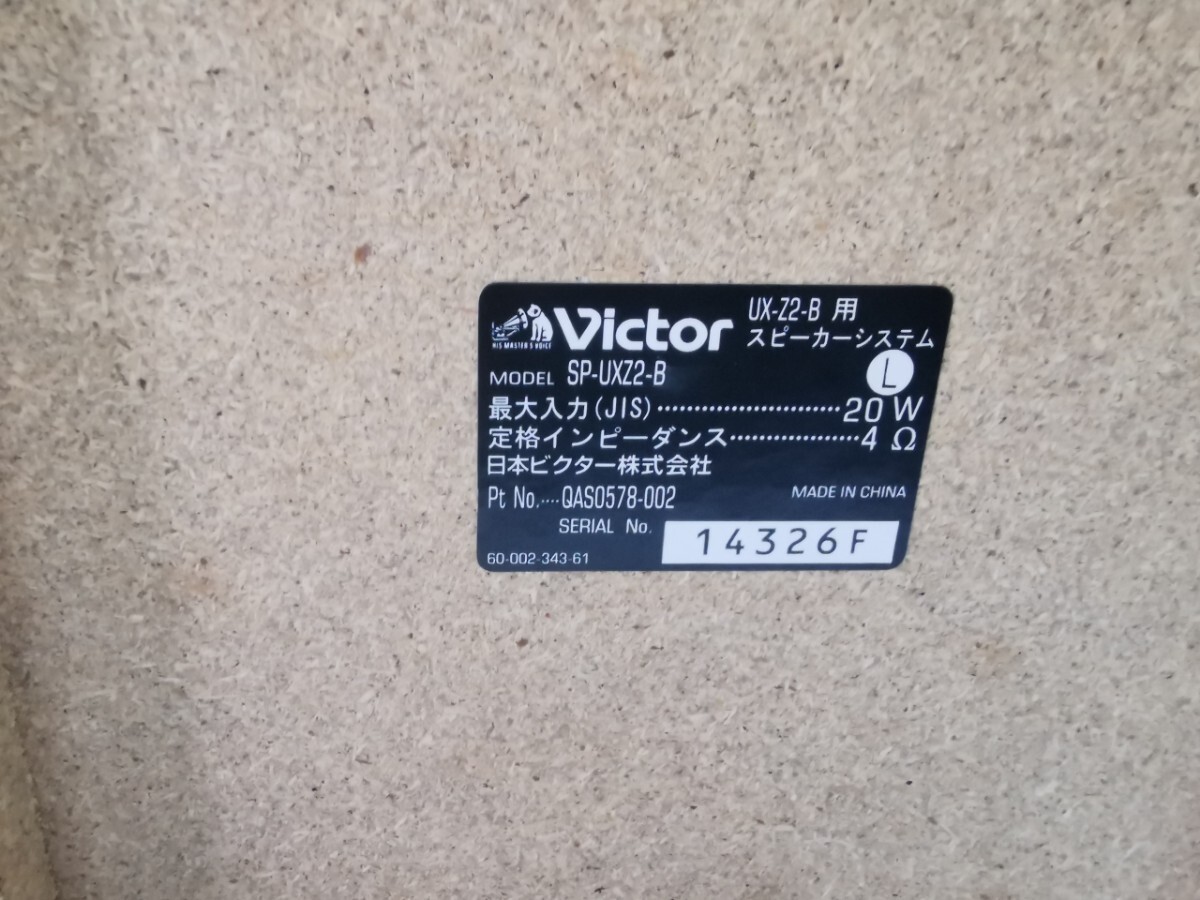 Victor
HIS MASTER'S VOICE
UX-Z2-B 用
スピーカーシステム
MODEL SP-UXZ2-B
L
最大入力(JIS)························20 W
定格インピーダンス··················4 Ω
日本ビクター株式会社
Pt No.····QAS0578-002
MADE IN CHINA
SERIAL No. 14326F
60-002-343-61